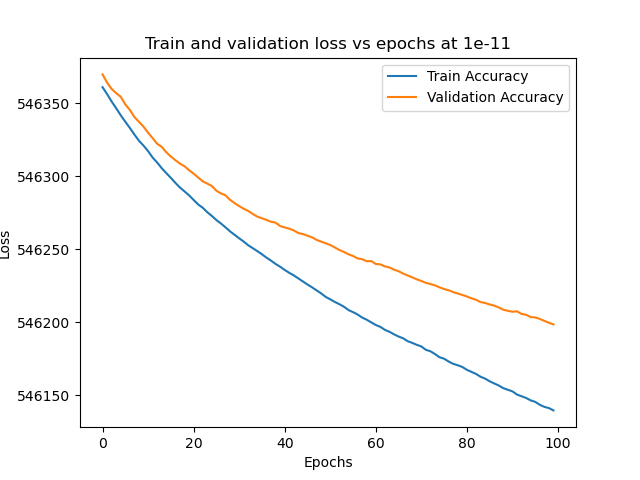 Train and validation loss vs epochs at 1e-11
Train Accuracy
Validation Accuracy
546350
546300
546250
546200
546150
Loss
0 20 40 60 80 100
Epochs